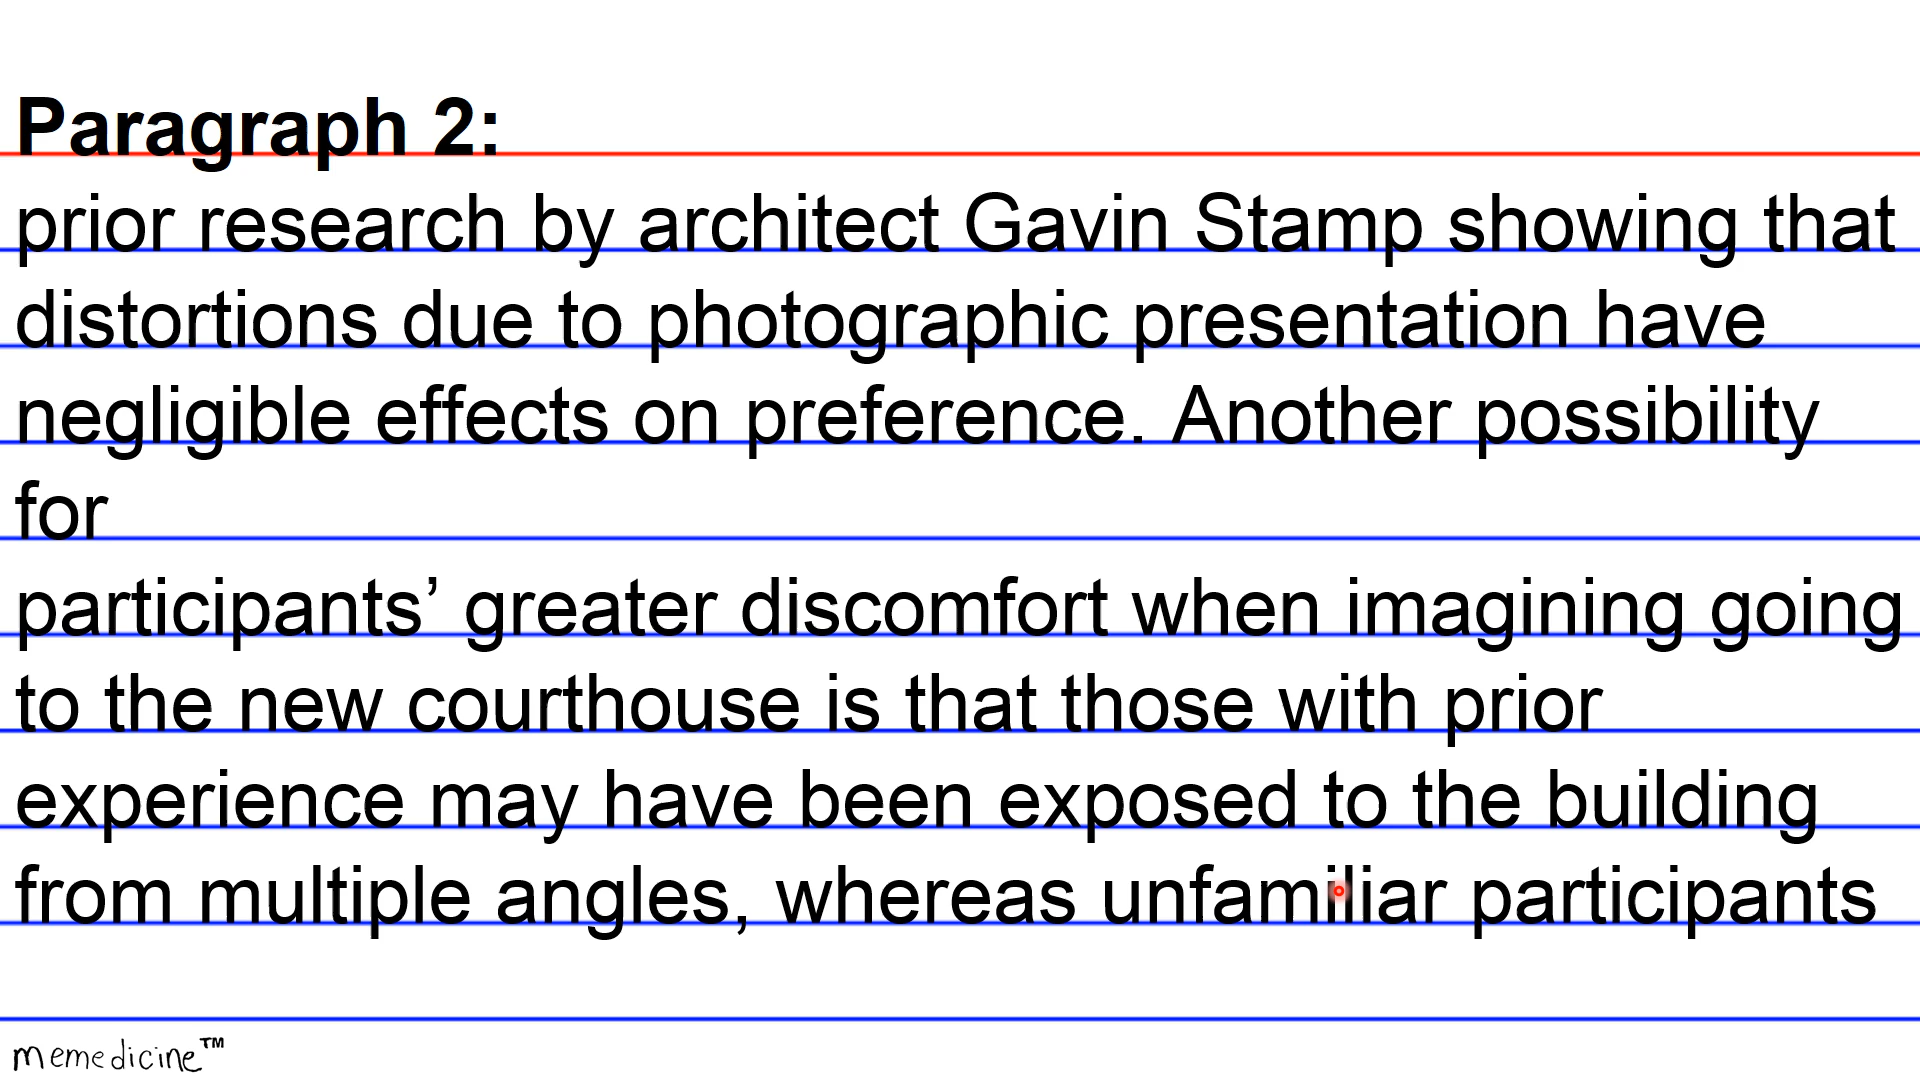 Paragraph 2:
prior research by architect Gavin Stamp showing that
distortions due to photographic presentation have
negligible effects on preference. Another possibility
for
participants’ greater discomfort when imagining going
to the new courthouse is that those with prior
experience may have been exposed to the building
from multiple angles, whereas unfamiliar participants
memedicine™